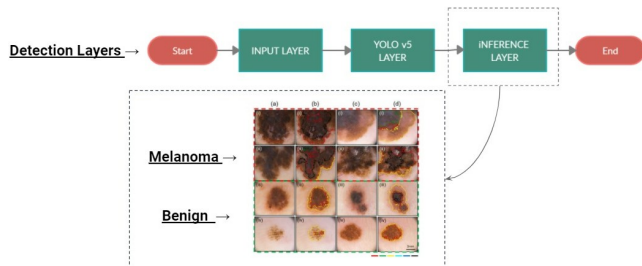 Detection Layers → Start INPUT LAYER YOLO v5 LAYER iNFERENCE LAYER End
(a) (b) (c) (d)
Melanoma →
Benign →